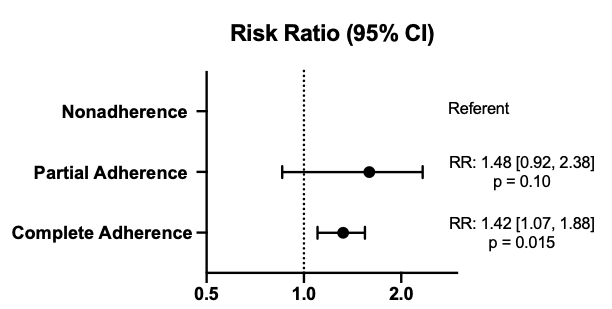 Risk Ratio (95% CI)
Nonadherence
Referent
Partial Adherence
RR: 1.48 [0.92, 2.38]
p = 0.10
Complete Adherence
RR: 1.42 [1.07, 1.88]
p = 0.015
0.5 1.0 2.0